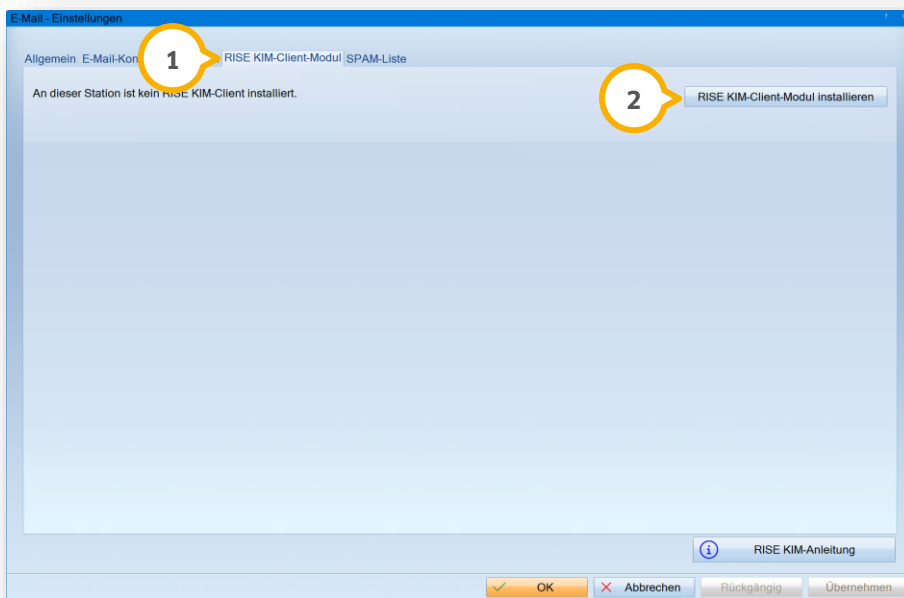 E-Mail - Einstellungen
Allgemein E-Mail-Kon 1 RISE KIM-Client-Modul SPAM-Liste
An dieser Station ist kein RISE KIM-Client installiert.
2 RISE KIM-Client-Modul installieren
RISE KIM-Anleitung
OK Abbrechen Rückgängig Übernehmen